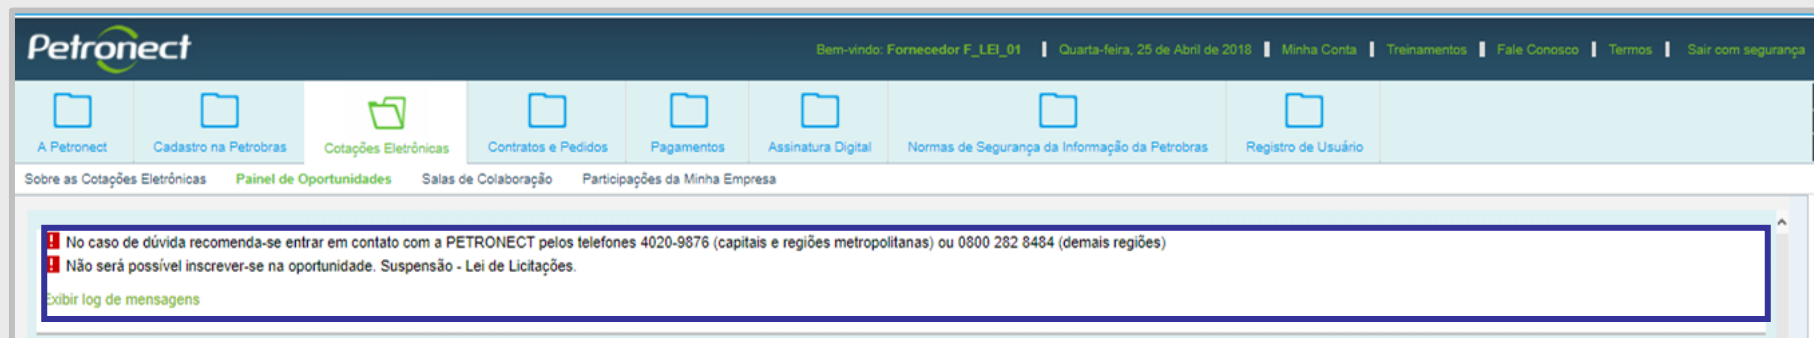 Petronect
Bem-vindo: Fornecedor F_LEI_01 | Quarta-feira, 25 de Abril de 2018 | Minha Conta | Treinamentos | Fale Conosco | Termos | Sair com segurança
A Petronect Cadastro na Petrobras Cotações Eletrônicas Contratos e Pedidos Pagamentos Assinatura Digital Normas de Segurança da Informação da Petrobras Registro de Usuário
Sobre as Cotações Eletrônicas Painel de Oportunidades Salas de Colaboração Participações da Minha Empresa
! No caso de dúvida recomenda-se entrar em contato com a PETRONECT pelos telefones 4020-9876 (capitais e regiões metropolitanas) ou 0800 282 8484 (demais regiões)
! Não será possível inscrever-se na oportunidade. Suspensão - Lei de Licitações.
Exibir log de mensagens